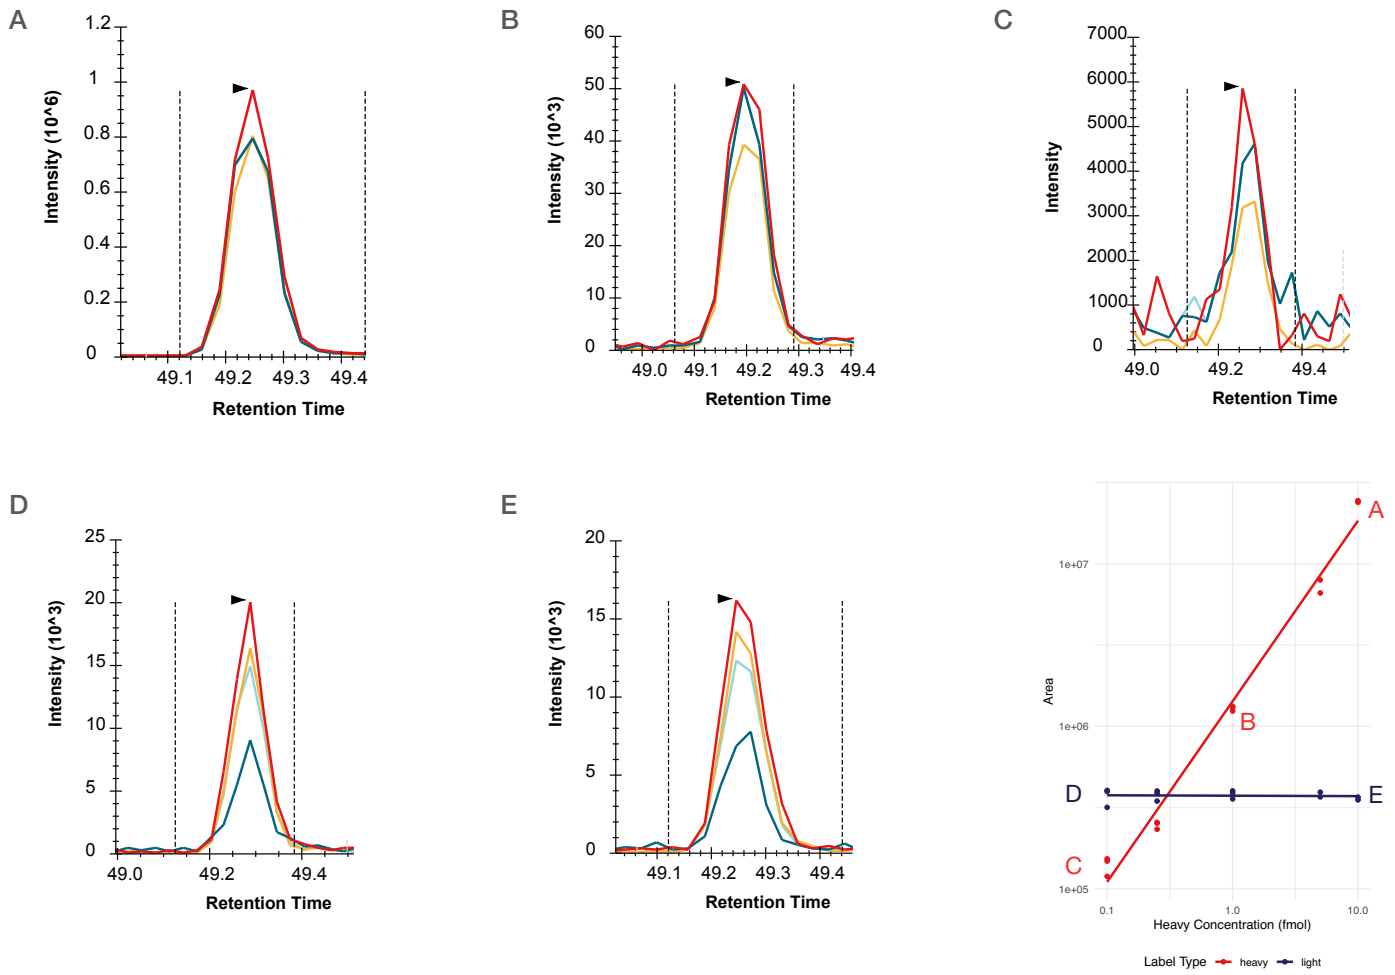 A
1.2
1
0.8
0.6
0.4
0.2
0
Intensity (10^6)
49.1 49.2 49.3 49.4
Retention Time
B
60
50
40
30
20
10
0
Intensity (10^3)
49.0 49.1 49.2 49.3 49.4
Retention Time
C
7000
6000
5000
4000
3000
2000
1000
0
Intensity
49.0 49.2 49.4
Retention Time
D
25
20
15
10
5
0
Intensity (10^3)
49.0 49.2 49.4
Retention Time
E
20
15
10
5
0
Intensity (10^3)
49.1 49.2 49.3 49.4
Retention Time
A
1e+07
1e+06
B
D
E
C
1e+05
Area
0.1 1.0 10.0
Heavy Concentration (fmol)
Label Type heavy light